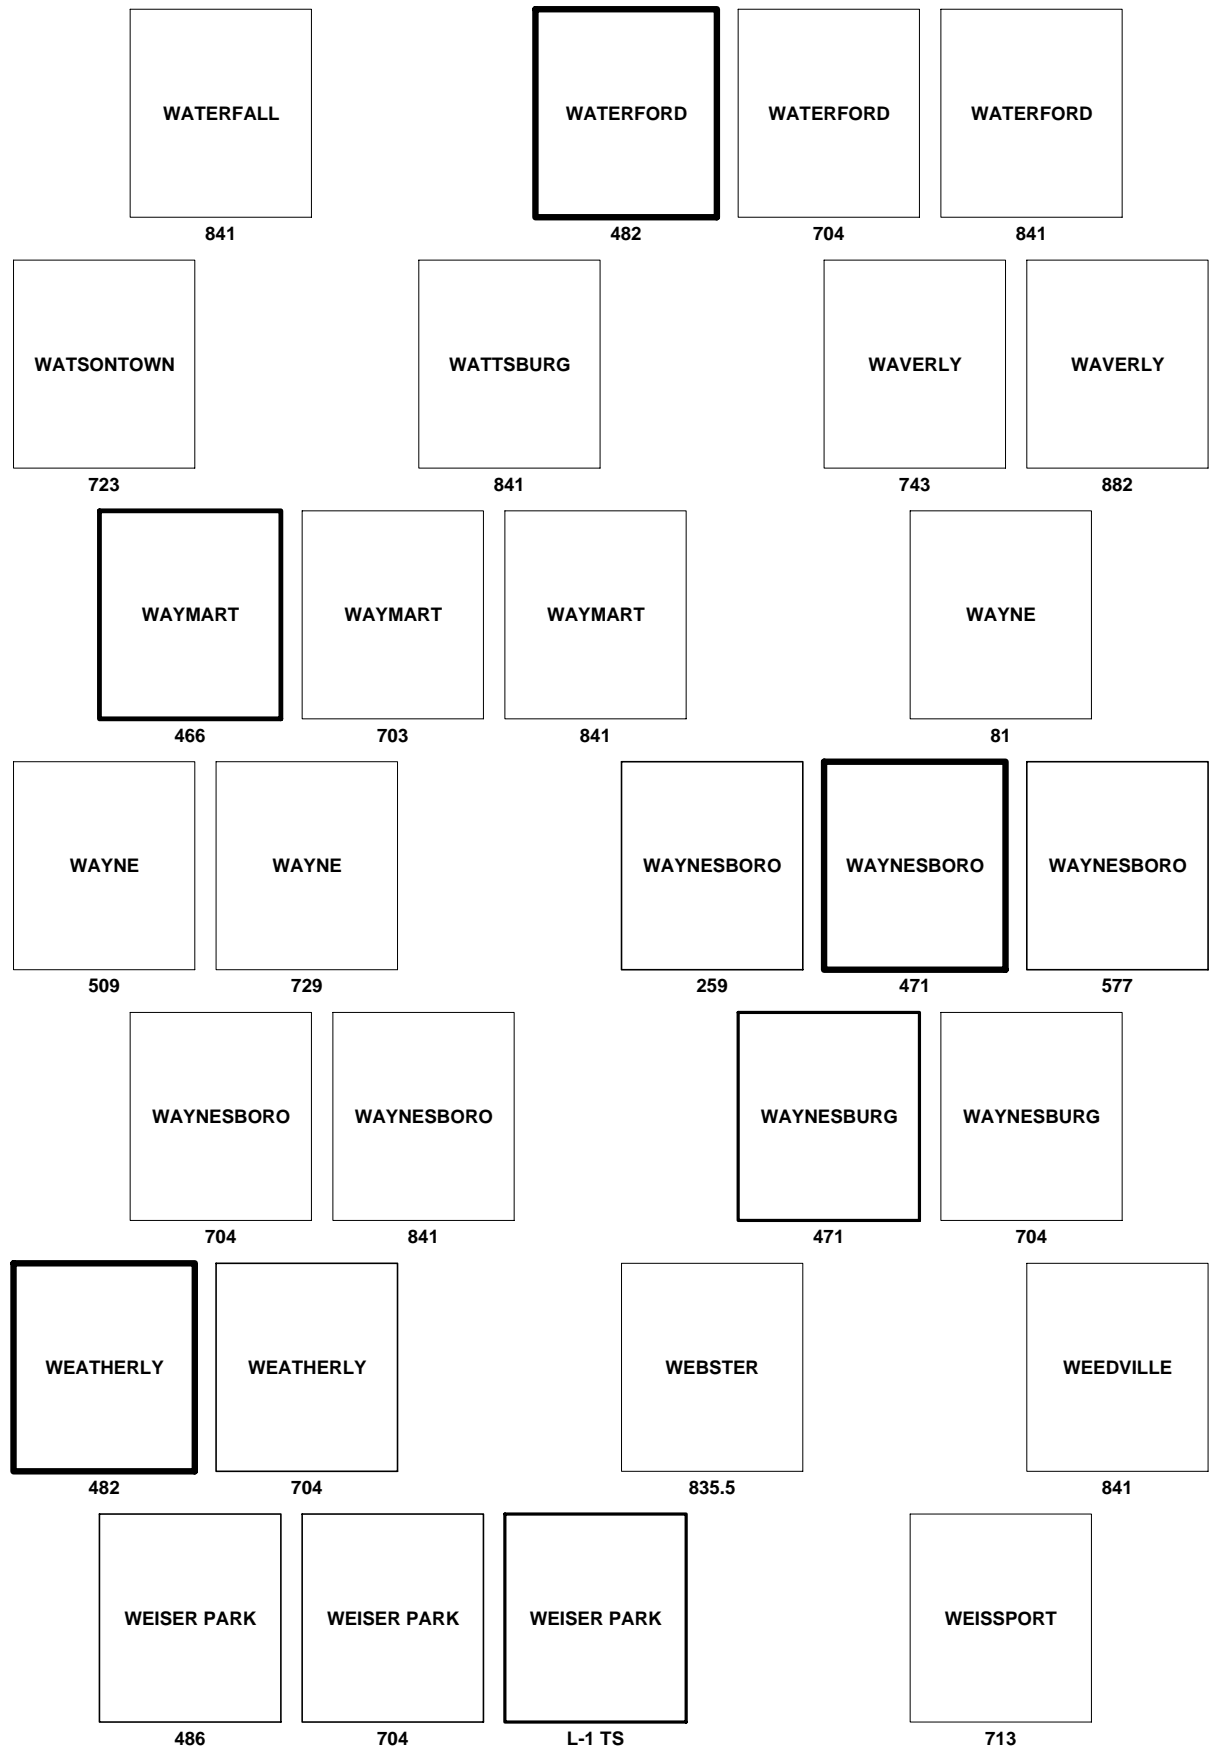 WATERFALL WATERFORD WATERFORD WATERFORD
841 482 704 841
WATSONTOWN WATTSBURG WAVERLY WAVERLY
723 841 743 882
WAYMART WAYMART WAYMART WAYNE
466 703 841 81
WAYNE WAYNE WAYNESBORO WAYNESBORO WAYNESBORO
509 729 259 471 577
WAYNESBORO WAYNESBORO WAYNESBURG WAYNESBURG
704 841 471 704
WEATHERLY WEATHERLY WEBSTER WEEDVILLE
482 704 835.5 841
WEISER PARK WEISER PARK WEISER PARK WEISSPORT
486 704 L-1 TS 713